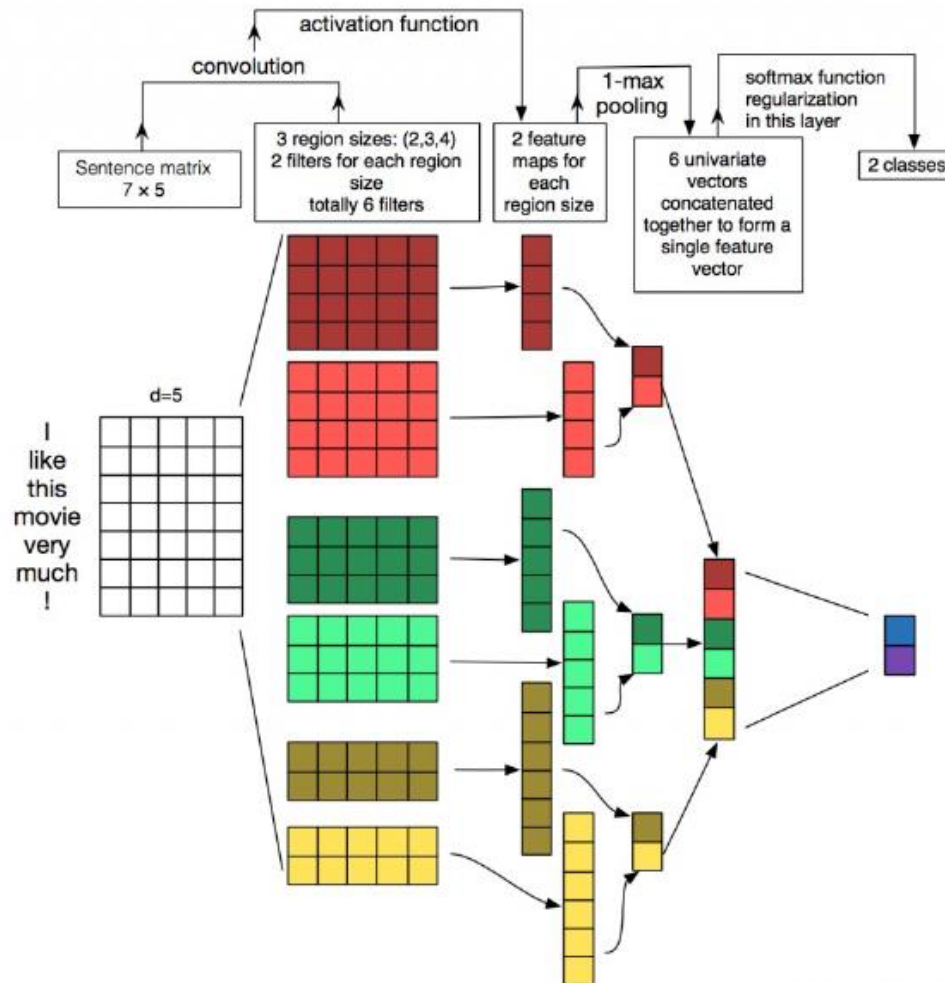 activation function
convolution
1-max
pooling
softmax function
regularization
in this layer
Sentence matrix
7 × 5
3 region sizes: (2,3,4)
2 filters for each region
size
totally 6 filters
2 feature
maps for
each
region size
6 univariate
vectors
concatenated
together to form a
single feature
vector
2 classes
d=5
I
like
this
movie
very
much
!